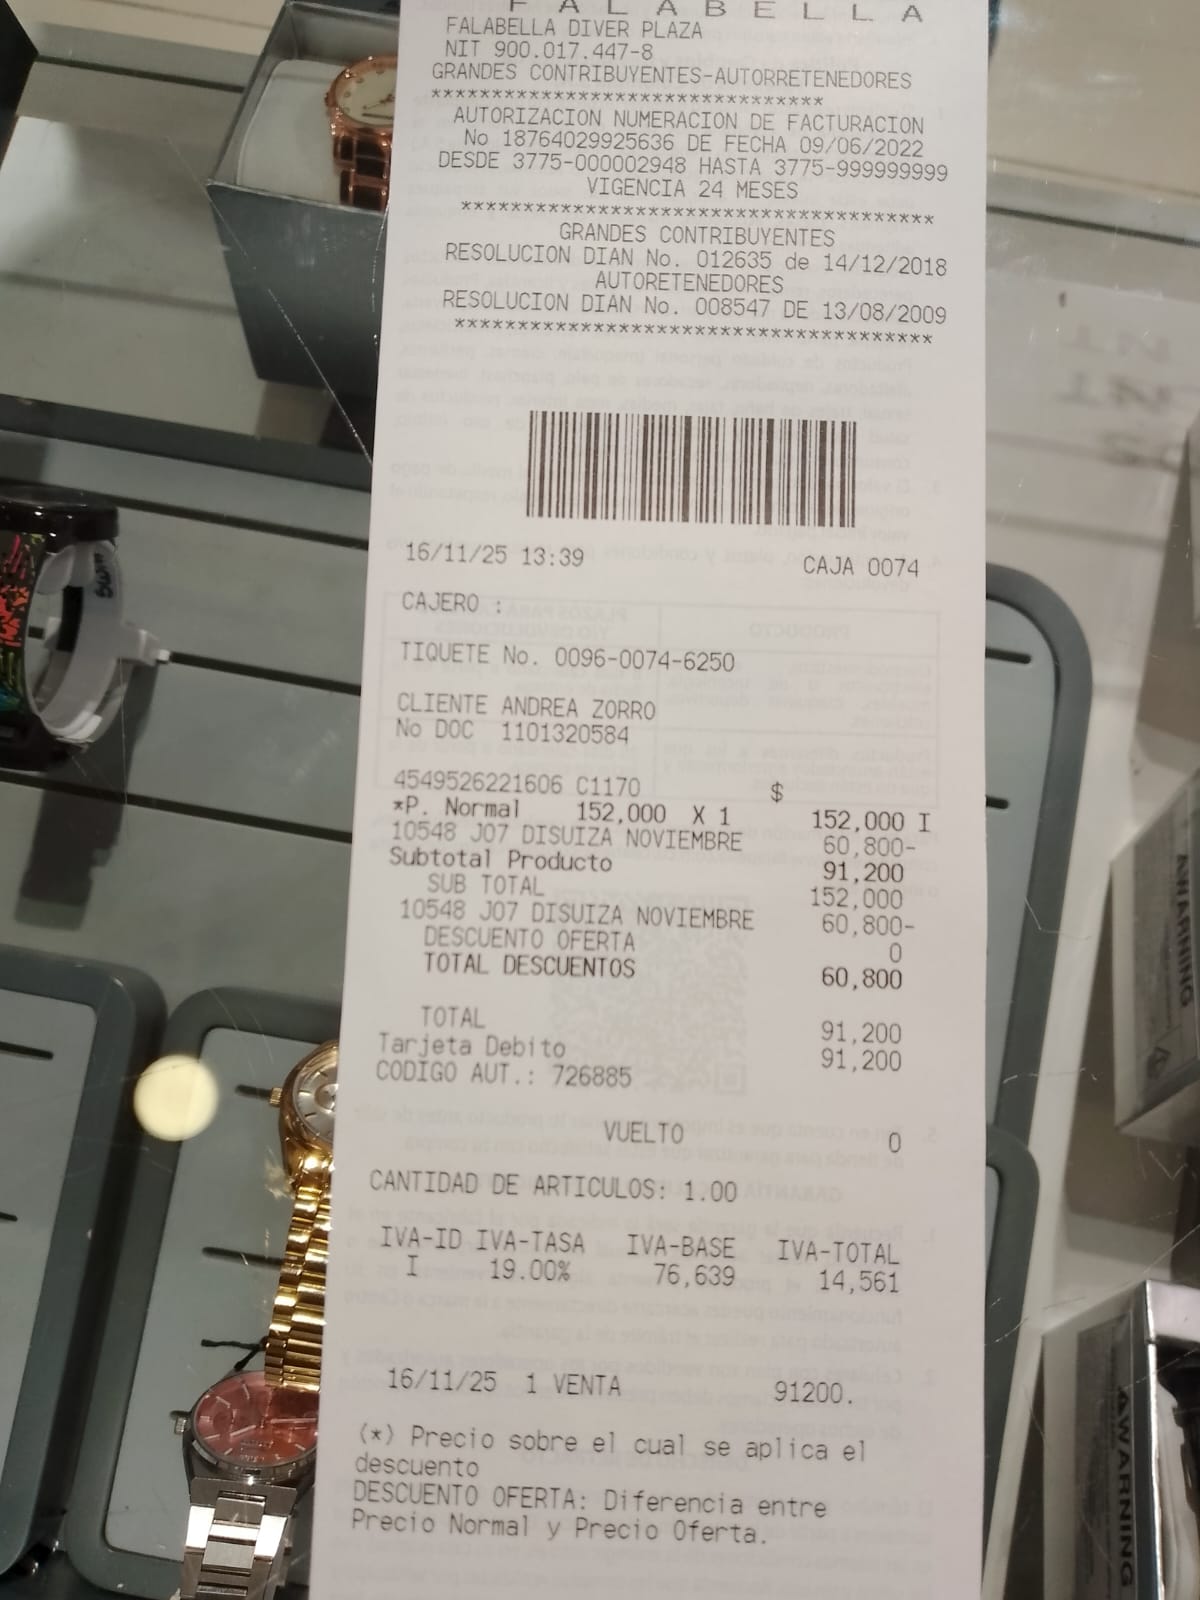 FALABELLA
FALABELLA DIVER PLAZA
NIT 900.017.447-8
GRANDES CONTRIBUYENTES-AUTORRETENEDORES
********************************
AUTORIZACION NUMERACION DE FACTURACION
No 18764029925636 DE FECHA 09/06/2022
DESDE 3775-000002948 HASTA 3775-999999999
VIGENCIA 24 MESES
**************************************
GRANDES CONTRIBUYENTES
RESOLUCION DIAN No. 012635 de 14/12/2018
AUTORETENEDORES
RESOLUCION DIAN No. 008547 DE 13/08/2009
**************************************
16/11/25 13:39 CAJA 0074
CAJERO :
TIQUETE No. 0096-0074-6250
CLIENTE ANDREA ZORRO
No DOC 1101320584
4549526221606 C1170 $
*P. Normal 152,000 X 1 152,000 I
10548 J07 DISUIZA NOVIEMBRE 60,800-
Subtotal Producto 91,200
SUB TOTAL 152,000
10548 J07 DISUIZA NOVIEMBRE 60,800-
DESCUENTO OFERTA 0
TOTAL DESCUENTOS 60,800
TOTAL 91,200
Tarjeta Debito 91,200
CODIGO AUT.: 726885
VUELTO 0
CANTIDAD DE ARTICULOS: 1.00
IVA-ID IVA-TASA IVA-BASE IVA-TOTAL
I 19.00% 76,639 14,561
16/11/25 1 VENTA 91200.
(*) Precio sobre el cual se aplica el
descuento
DESCUENTO OFERTA: Diferencia entre
Precio Normal y Precio Oferta.
AWARNING
AWARNING